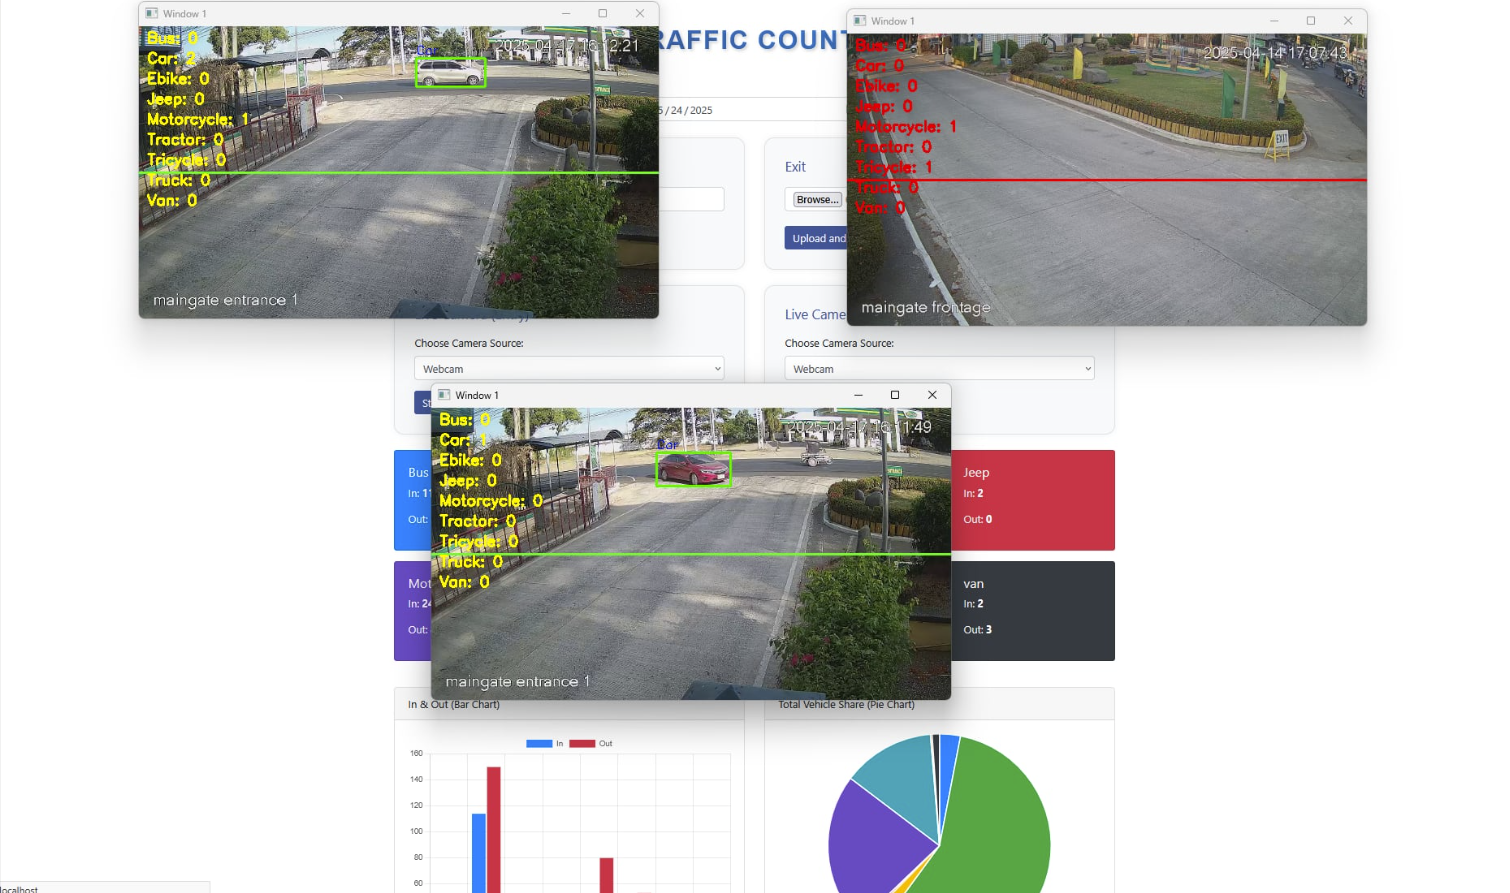 Window 1
Bus: 0
Car: 2
Ebike: 0
Jeep: 0
Motorcycle: 1
Tractor: 0
Tricycle: 0
Truck: 0
Van: 0
Car
2025-04-17 16:12:21
ENTRANCE
maingate entrance 1
RAFFIC COUNT
5 / 24 / 2025
Window 1
Bus: 0
Car: 0
Ebike: 0
Jeep: 0
Motorcycle: 1
Tractor: 0
Tricycle: 1
Truck: 0
Van: 0
2025-04-14 17:07:43
EXIT
maingate frontage
Exit
Browse...
Upload and
Choose Camera Source:
Webcam
St
Live Came
Choose Camera Source:
Webcam
Window 1
Bus: 0
Car: 1
Ebike: 0
Jeep: 0
Motorcycle: 0
Tractor: 0
Tricycle: 0
Truck: 0
Van: 0
Car
ENTRANCE
maingate entrance 1
Bus
In: 11
Out:
Jeep
In: 2
Out: 0
Mot
In: 24
Out:
van
In: 2
Out: 3
In & Out (Bar Chart)
In
Out
160
140
120
100
80
60
Total Vehicle Share (Pie Chart)
localhost